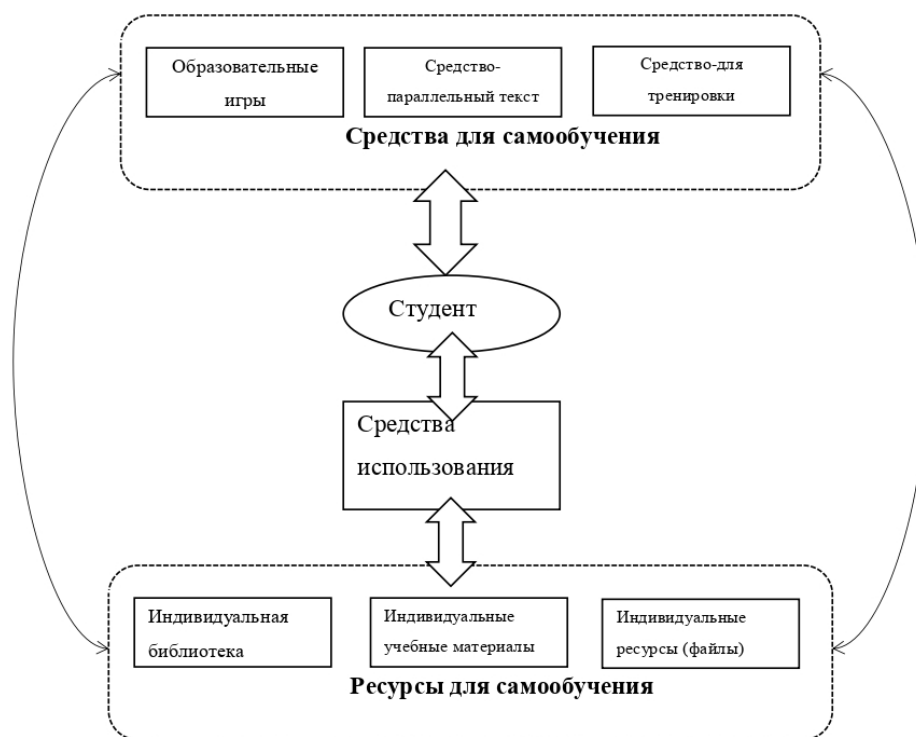 Образовательные
игры
Средство-
параллельный текст
Средство-для
тренировки
Средства для самообучения
Студент
Средства
использования
Индивидуальная
библиотека
Индивидуальные
учебные материалы
Индивидуальные
ресурсы (файлы)
Ресурсы для самообучения